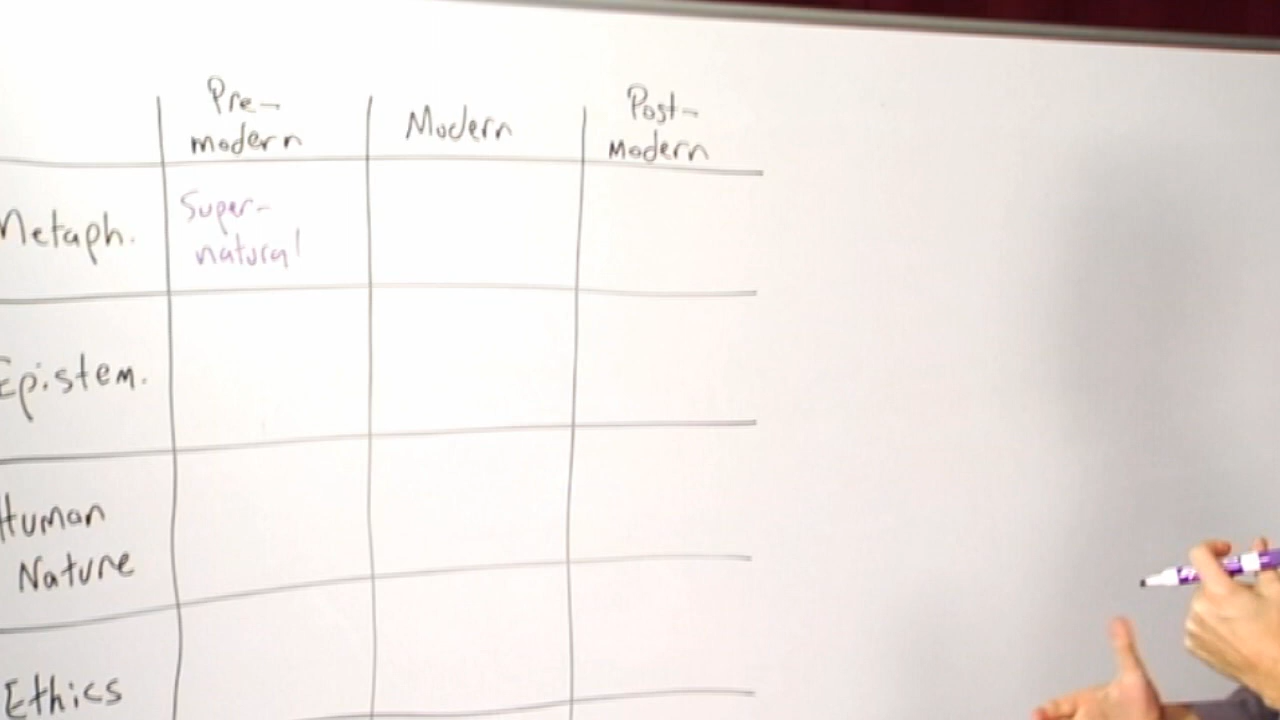 Pre-
modern
Modern
Post-
Modern
Metaph.
Super-
natural
Epistem.
Human
Nature
Ethics